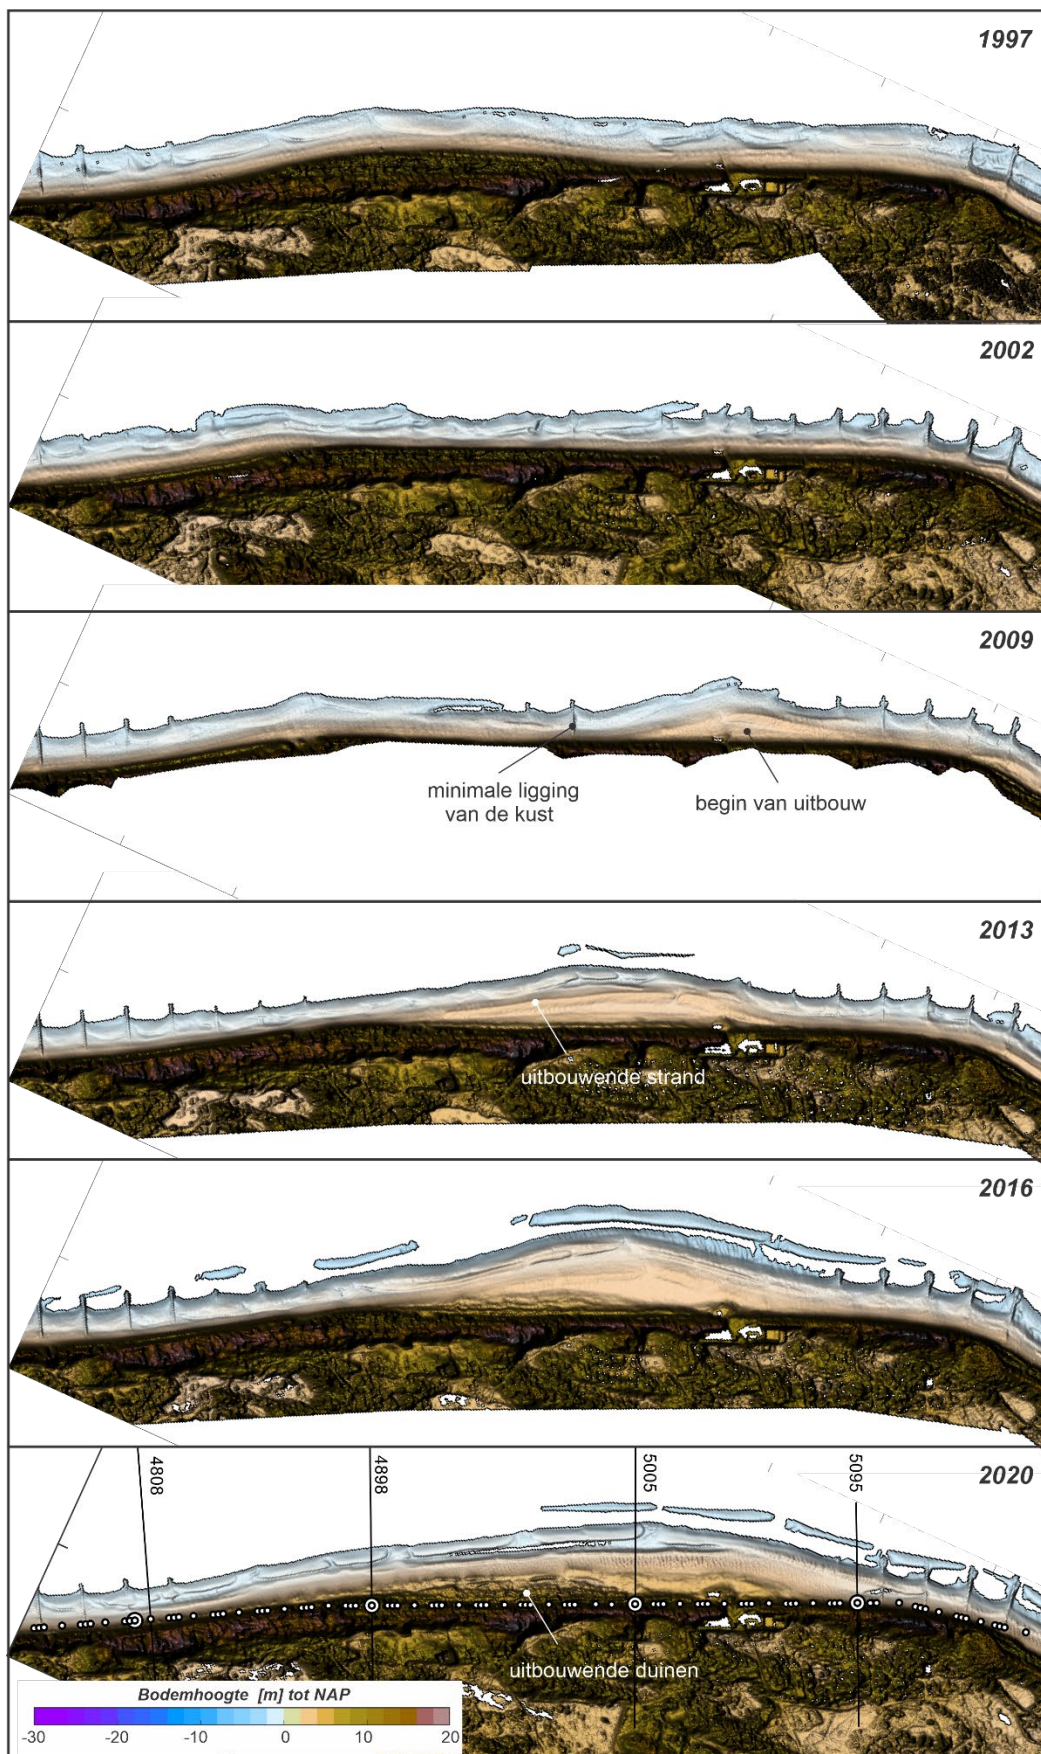 1997
2002
2009
minimale ligging
van de kust
begin van uitbouw
2013
uitbouwende strand
2016
4808
4898
5005
5095
2020
uitbouwende duinen
Bodemhoogte [m] tot NAP
-30 -20 -10 0 10 20